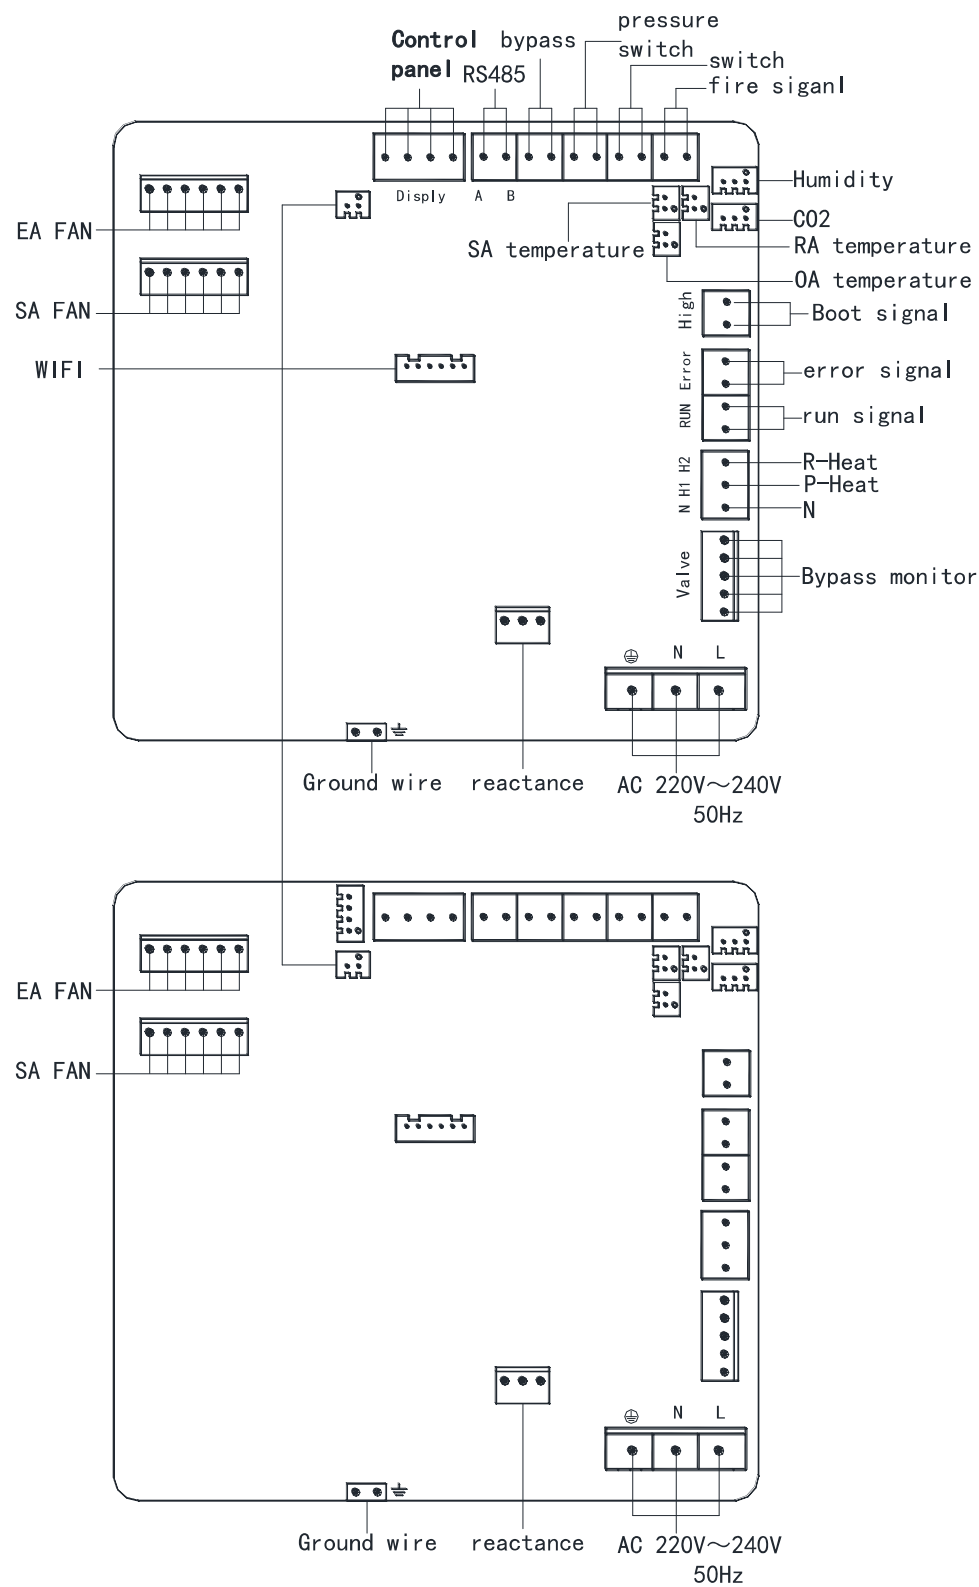 pressure
Control bypass switch
panel RS485 switch
fire siganl
Disply A B
Humidity
EA FAN
CO2
SA temperature RA temperature
OA temperature
SA FAN
High Boot signal
WIFI
Error error signal
RUN run signal
N H1 H2
R-Heat
P-Heat
N
Valve Bypass monitor
N L
Ground wire reactance AC 220V～240V
50Hz
EA FAN
SA FAN
N L
Ground wire reactance AC 220V～240V
50Hz